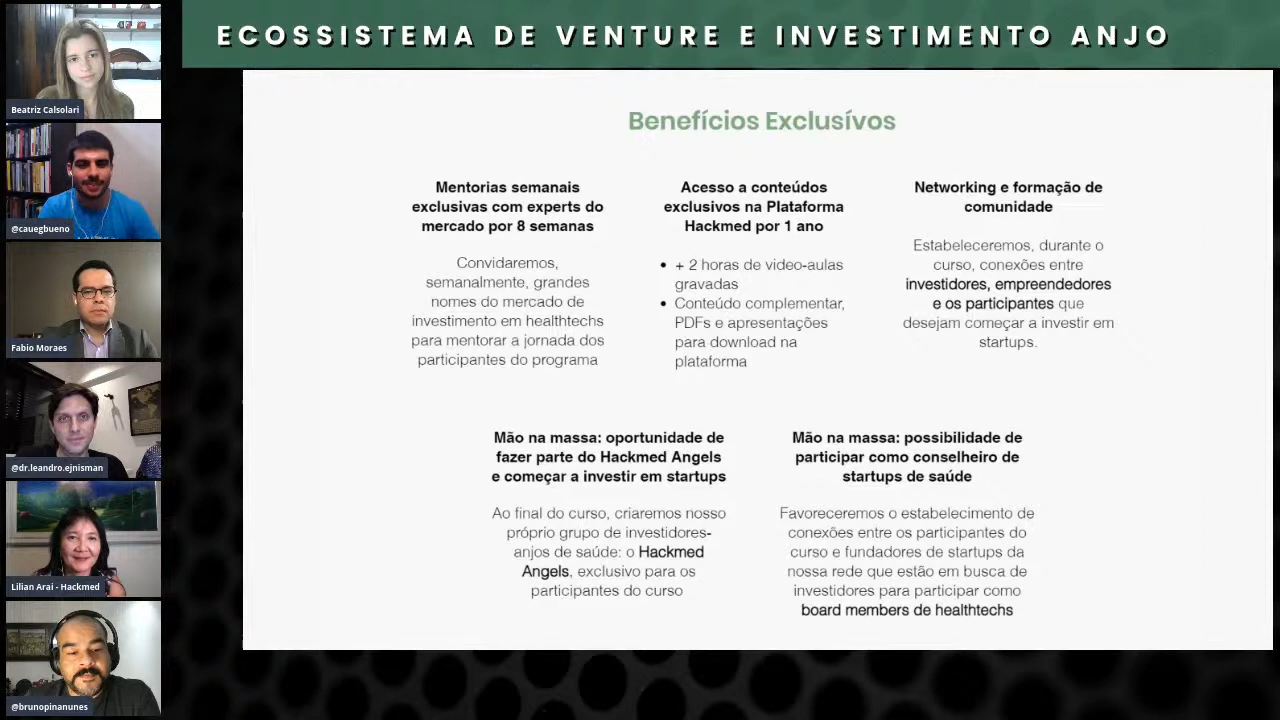 ECOSSISTEMA DE VENTURE E INVESTIMENTO ANJO
Benefícios Exclusívos
Mentorias semanais
exclusivas com experts do
mercado por 8 semanas
Convidaremos,
semanalmente, grandes
nomes do mercado de
investimento em healthtechs
para mentorar a jornada dos
participantes do programa
Acesso a conteúdos
exclusivos na Plataforma
Hackmed por 1 ano
• + 2 horas de video-aulas
gravadas
• Conteúdo complementar,
PDFs e apresentações
para download na
plataforma
Networking e formação de
comunidade
Estabeleceremos, durante o
curso, conexões entre
investidores, empreendedores
e os participantes que
desejam começar a investir em
startups.
Mão na massa: oportunidade de
fazer parte do Hackmed Angels
e começar a investir em startups
Ao final do curso, criaremos nosso
próprio grupo de investidores-
anjos de saúde: o Hackmed
Angels, exclusivo para os
participantes do curso
Mão na massa: possibilidade de
participar como conselheiro de
startups de saúde
Favoreceremos o estabelecimento de
conexões entre os participantes do
curso e fundadores de startups da
nossa rede que estão em busca de
investidores para participar como
board members de healthtechs
Beatriz Calsolari
@cauegbueno
Fabio Moraes
@dr.leandro.ejnisman
Lilian Arai - Hackmed
@brunopinanunes